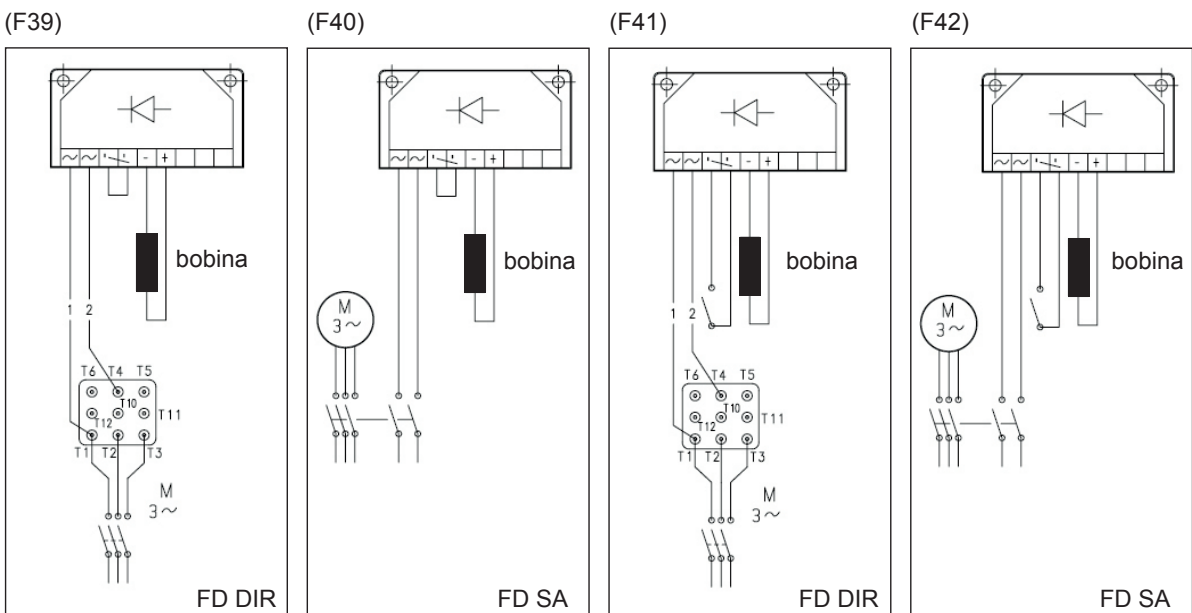 (F39)
(F40)
(F41)
(F42)
~ ~ - +
bobina
1 2
T6 T4 T5
T10
T12 T11
T1 T2 T3
M
3~
FD DIR
~ ~ - +
bobina
M
3~
FD SA
~ ~ - +
bobina
1 2
T6 T4 T5
T10
T12 T11
T1 T2 T3
M
3~
FD DIR
~ ~ - +
bobina
M
3~
FD SA